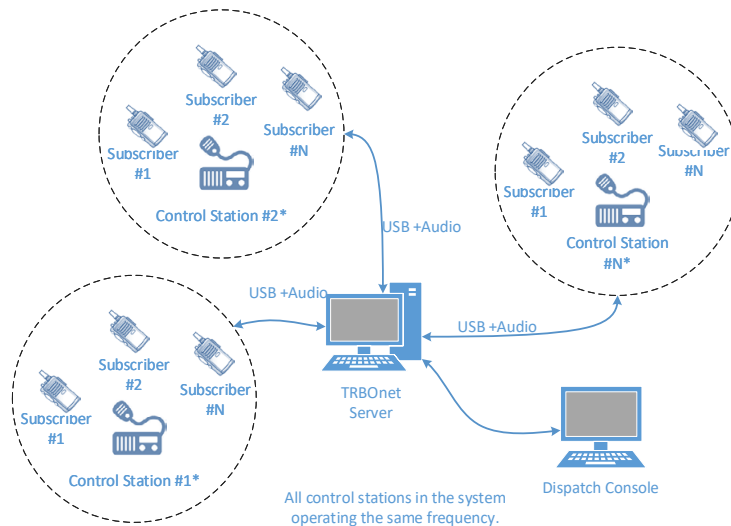 Subscriber
#2
Subscriber
#N
Subscriber
#1
Control Station #2*
Subscriber
#2
Subscriber
#N
Subscriber
#1
Control Station
#N*
USB +Audio
USB +Audio
USB +Audio
Subscriber
#2
Subscriber
#N
Subscriber
#1
Control Station #1*
TRBOnet
Server
Dispatch Console
All control stations in the system
operating the same frequency.